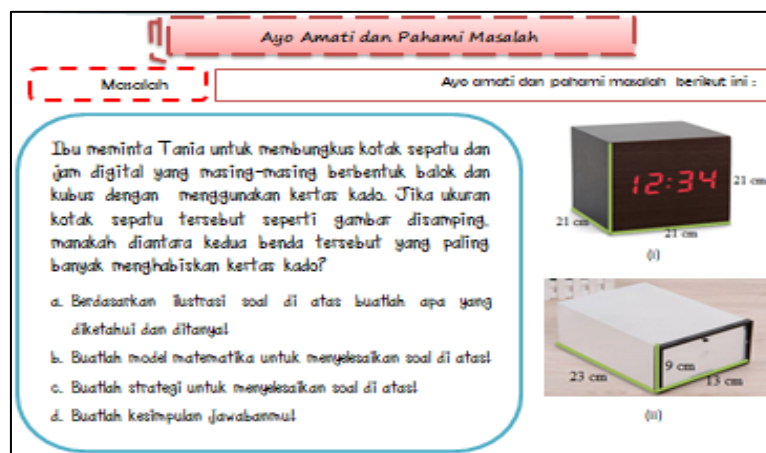 Ayo Amati dan Pahami Masalah
Masalah
Ayo amati dan pahami masalah berikut ini :
Ibu meminta Tania untuk membungkus kotak sepatu dan
jam digital yang masing-masing berbentuk balok dan
kubus dengan menggunakan kertas kado. Jika ukuran
kotak sepatu tersebut seperti gambar disamping,
manakah diantara kedua benda tersebut yang paling
banyak menghabiskan kertas kado?
a. Berdasarkan ilustrasi soal di atas buatlah apa yang
diketahui dan ditanya!
b. Buatlah model matematika untuk menyelesaikan soal di atas!
c. Buatlah strategi untuk menyelesaikan soal di atas!
d. Buatlah kesimpulan jawabanmu!
12:34
21 cm
21 cm
21 cm
(i)
23 cm
9 cm
13 cm
(ii)